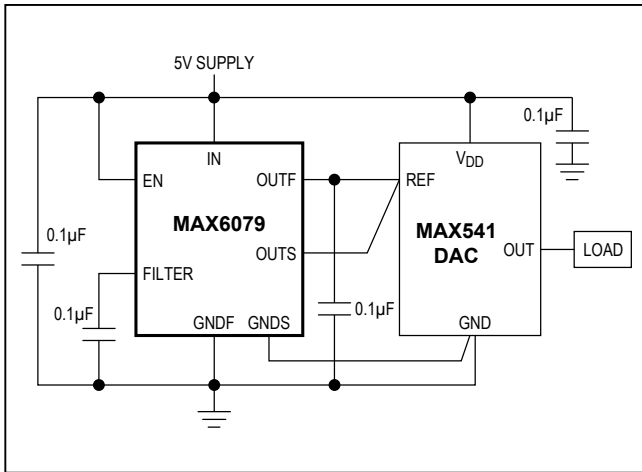 5V SUPPLY
0.1µF
IN
VDD
EN
OUTF
REF
MAX6079
MAX541
DAC
0.1µF
OUTS
OUT
LOAD
FILTER
0.1µF
0.1µF
GNDF
GNDS
GND